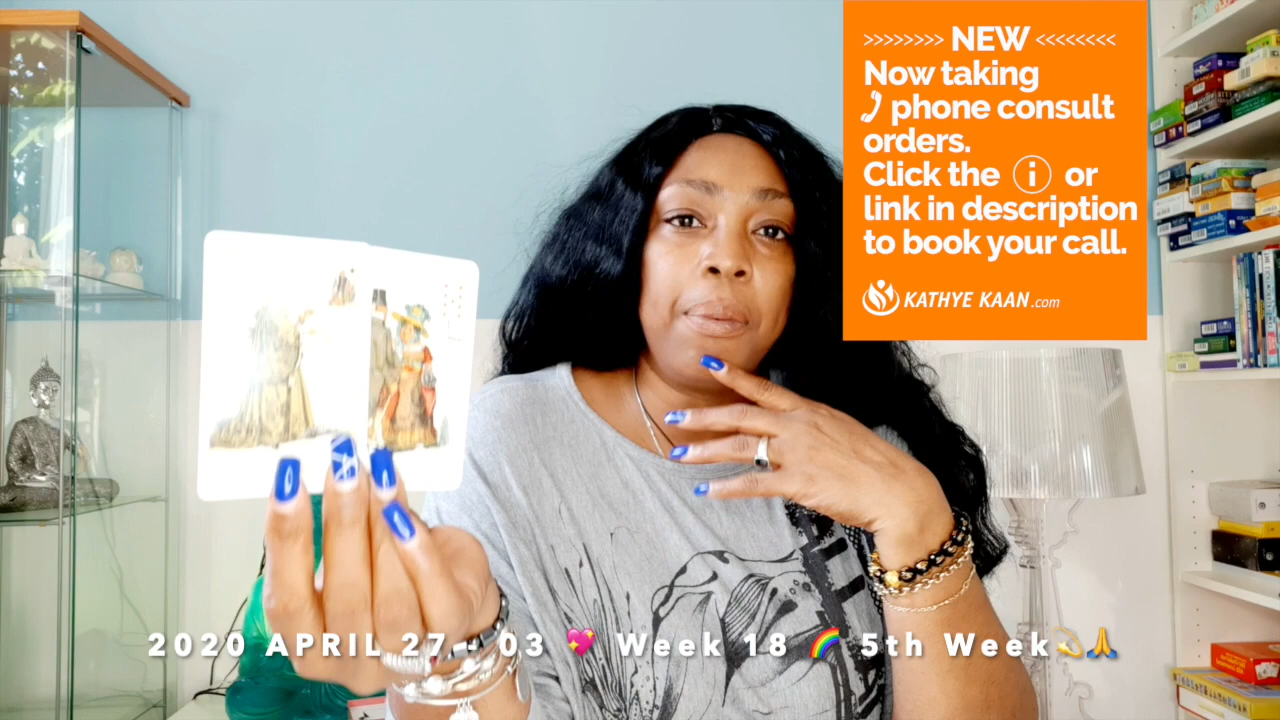 >>>>>>>> NEW <<<<<<<<
Now taking
phone consult
orders.
Click the i or
link in description
to book your call.
KATHYE KAAN.com
2020 APRIL 27 - 03 💖 Week 18 🌈 5th Week💫🙏